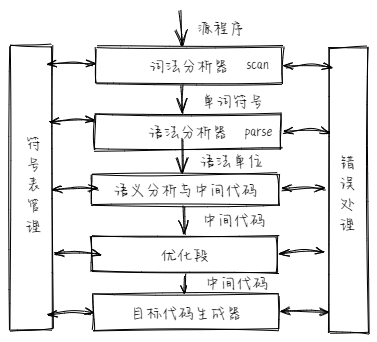 源程序
词法分析器 scan
单词符号
语法分析器 parse
语法单位
语义分析与中间代码
中间代码
优化段
中间代码
目标代码生成器
符号表管理
错误处理